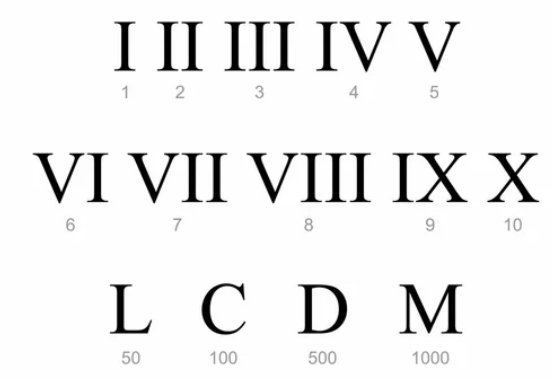 I II III IV V
1 2 3 4 5
VI VII VIII IX X
6 7 8 9 10
L C D M
50 100 500 1000